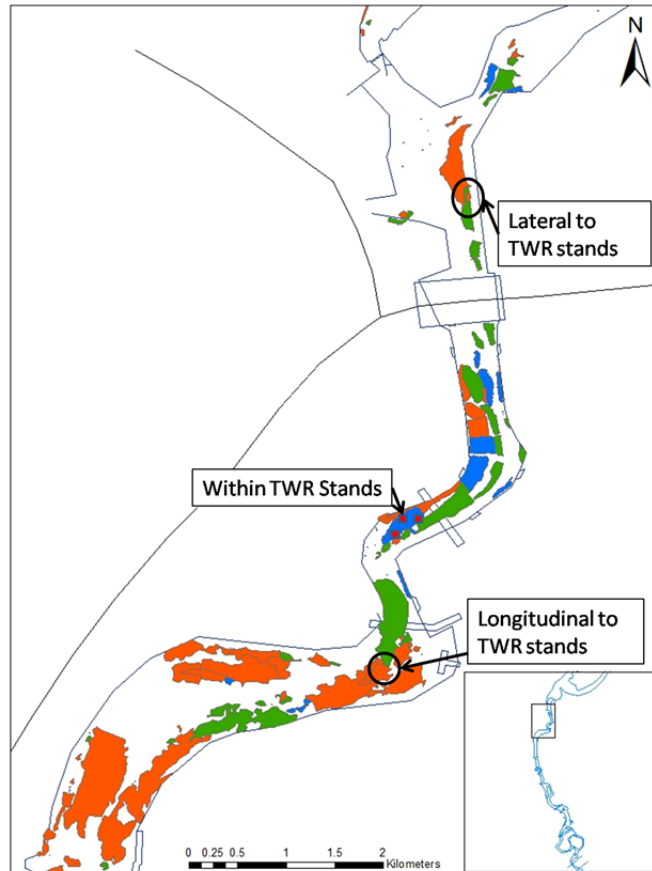 N
Lateral to
TWR stands
Within TWR Stands
Longitudinal to
TWR stands
0 0.25 0.5 1 1.5 2
Kilometers